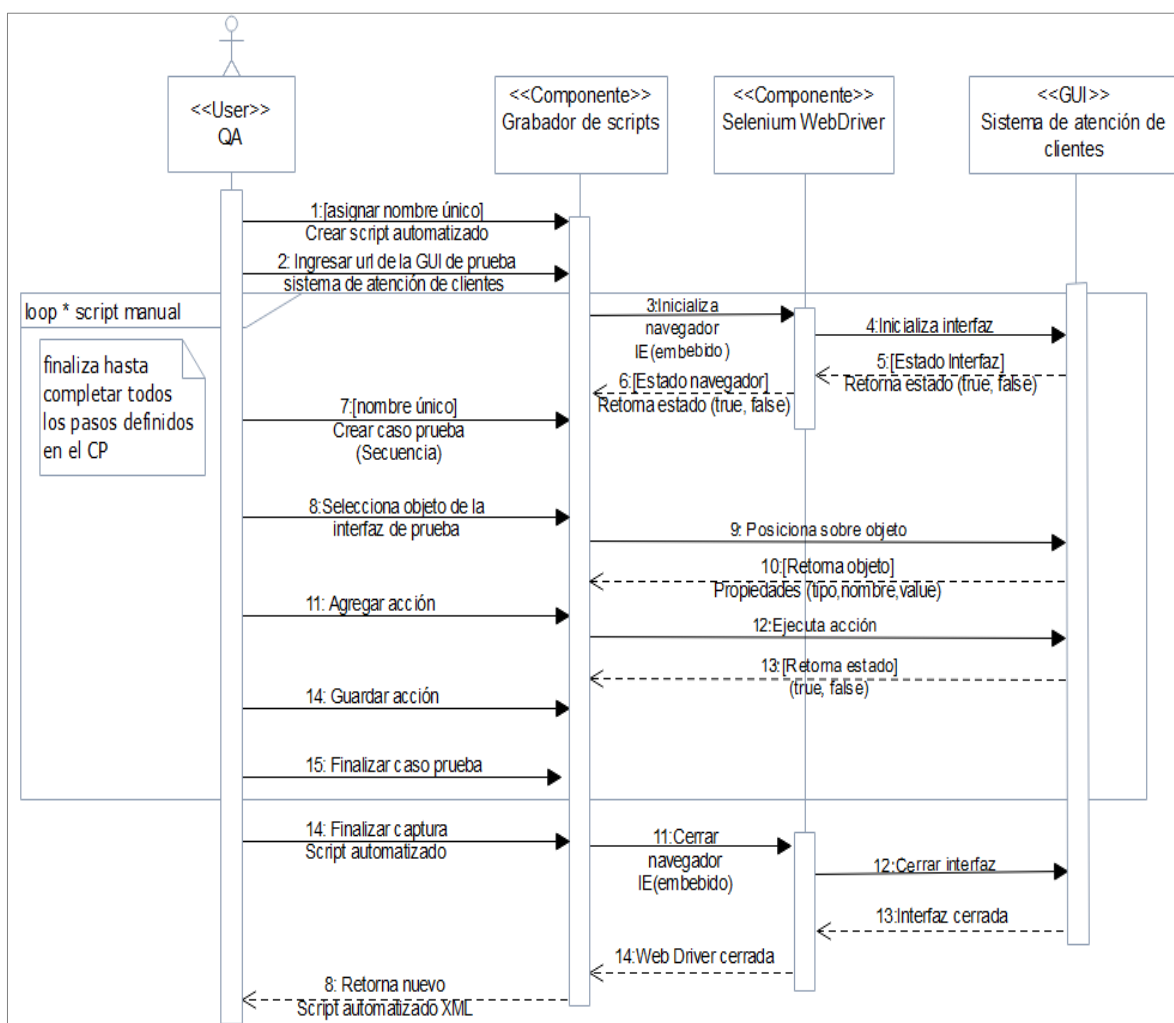 <<User>>
QA
<<Componente>>
Grabador de scripts
<<Componente>>
Selenium WebDriver
<<GUI>>
Sistema de atención de
clientes
1:[asignar nombre único]
Crear script automatizado
2: Ingresar url de la GUI de prueba
sistema de atención de clientes
loop * script manual
finaliza hasta
completar todos
los pasos definidos
en el CP
3:Inicializa
navegador
IE(embebido)
4:Inicializa interfaz
5:[Estado Interfaz]
Retorna estado (true, false)
6:[Estado navegador]
Retorna estado (true, false)
7:[nombre único]
Crear caso prueba
(Secuencia)
8:Selecciona objeto de la
interfaz de prueba
9: Posiciona sobre objeto
10:[Retorna objeto]
Propiedades (tipo,nombre,value)
11: Agregar acción
12:Ejecuta acción
13:[Retorna estado]
(true, false)
14: Guardar acción
15: Finalizar caso prueba
14: Finalizar captura
Script automatizado
11:Cerrar
navegador
IE(embebido)
12:Cerrar interfaz
13:Interfaz cerrada
14:Web Driver cerrada
8: Retorna nuevo
Script automatizado XML